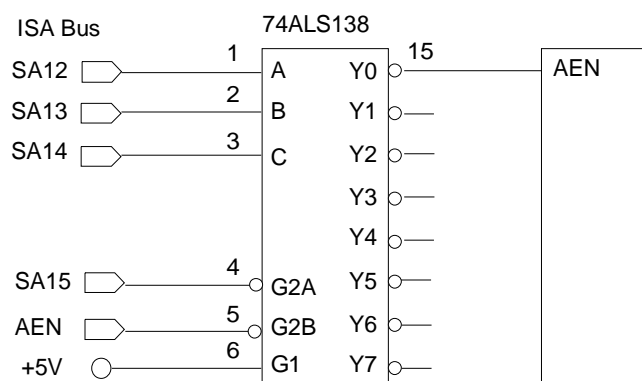 ISA Bus 74ALS138
SA12 1 A Y0 15 AEN
SA13 2 B Y1
SA14 3 C Y2
Y3
Y4
SA15 4 G2A Y5
AEN 5 G2B Y6
+5V 6 G1 Y7